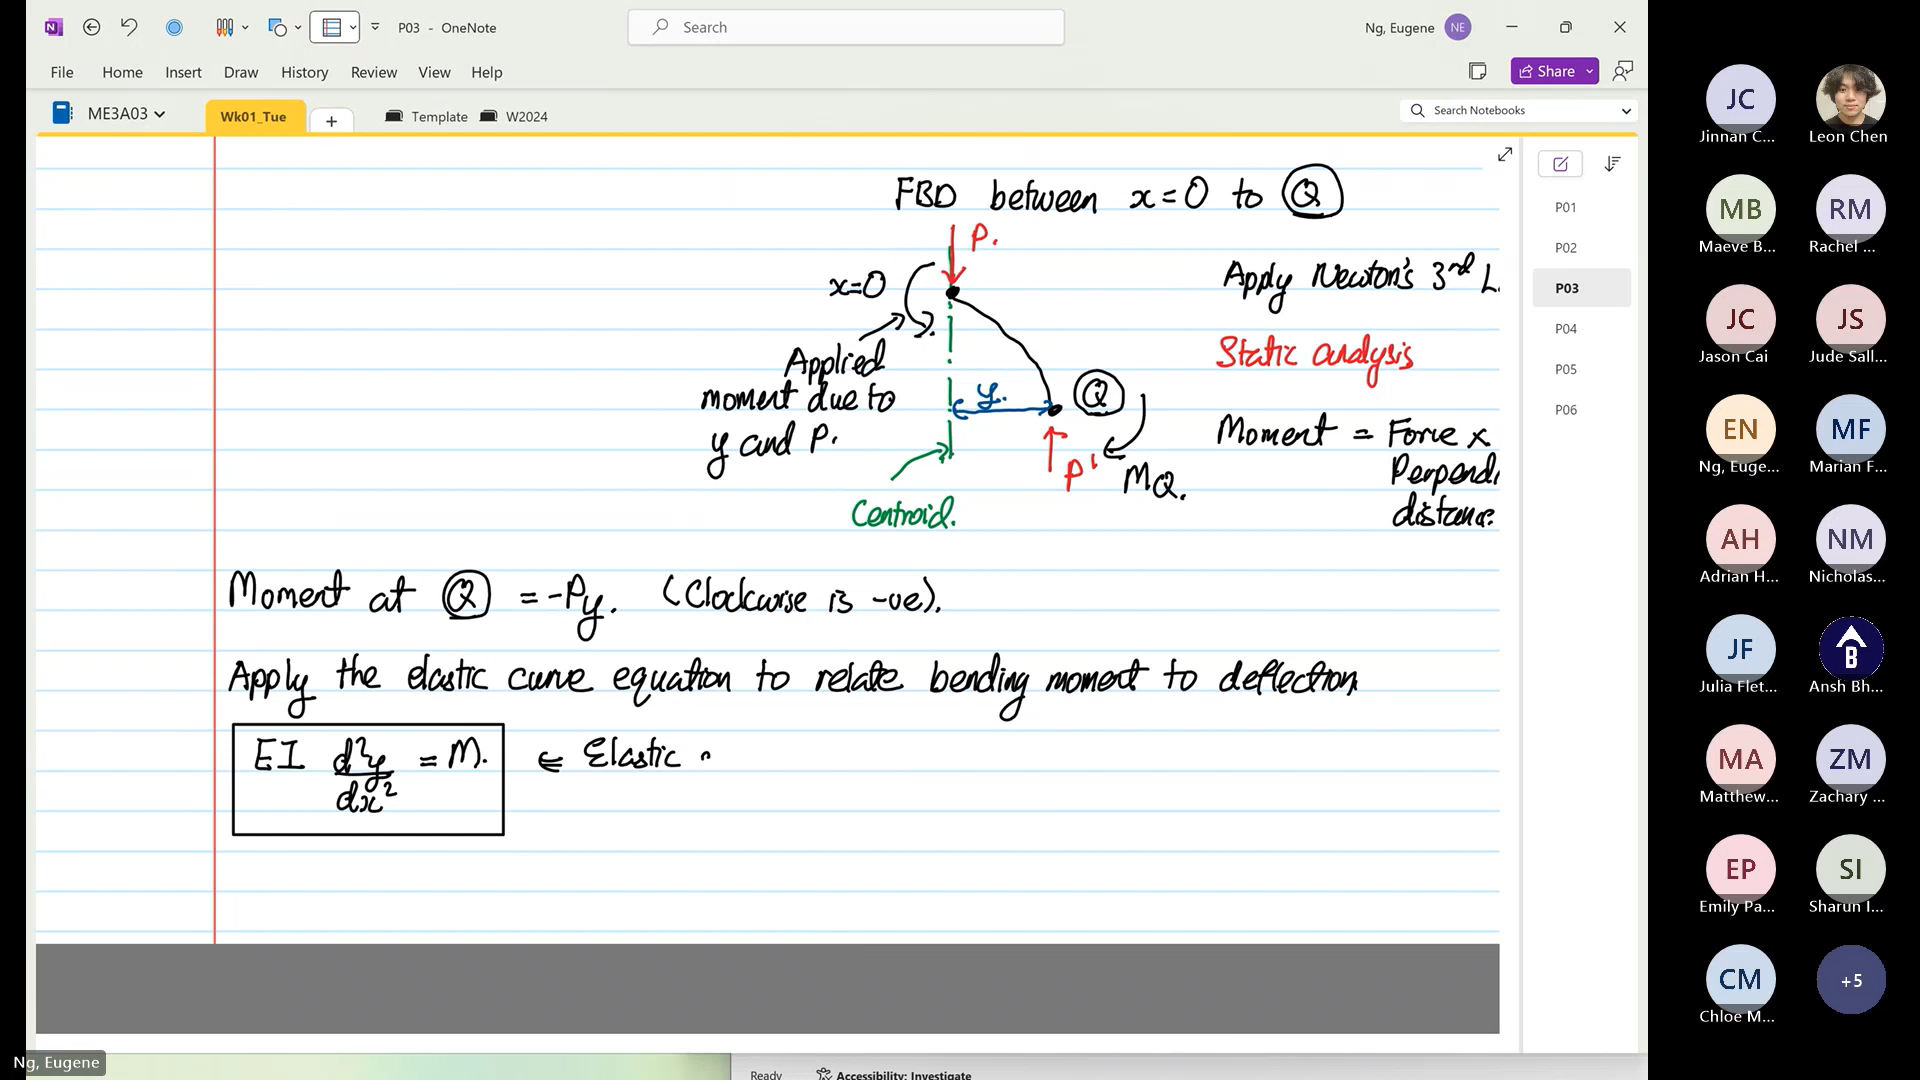 P03 - OneNote
Search
Ng, Eugene
NE
File Home Insert Draw History Review View Help
Share
ME3A03
Wk01_Tue
+
Template
W2024
Search Notebooks
P01
P02
P03
P04
P05
P06
FBD between x=0 to Q
P.
x=0
Applied
moment due to
y and P.
y.
Q
P'
MQ.
Centroid.
Apply Newton's 3rd L.
Static analysis
Moment = Force x
Perpendi
distance.
Moment at Q = -Py. (Clockwise is -ve).
Apply the elastic curve equation to relate bending moment to deflection
EI d²y/dx² = M. ⇐ Elastic
Ng, Eugene
Ready
Accessibility: Investigate
JC
Jinnan C...
Leon Chen
MB
Maeve B...
RM
Rachel ...
JC
Jason Cai
JS
Jude Sall...
EN
Ng, Euge...
MF
Marian F...
AH
Adrian H...
NM
Nicholas...
JF
Julia Flet...
B
Ansh Bh...
MA
Matthew...
ZM
Zachary ...
EP
Emily Pa...
SI
Sharun I...
CM
Chloe M...
+5